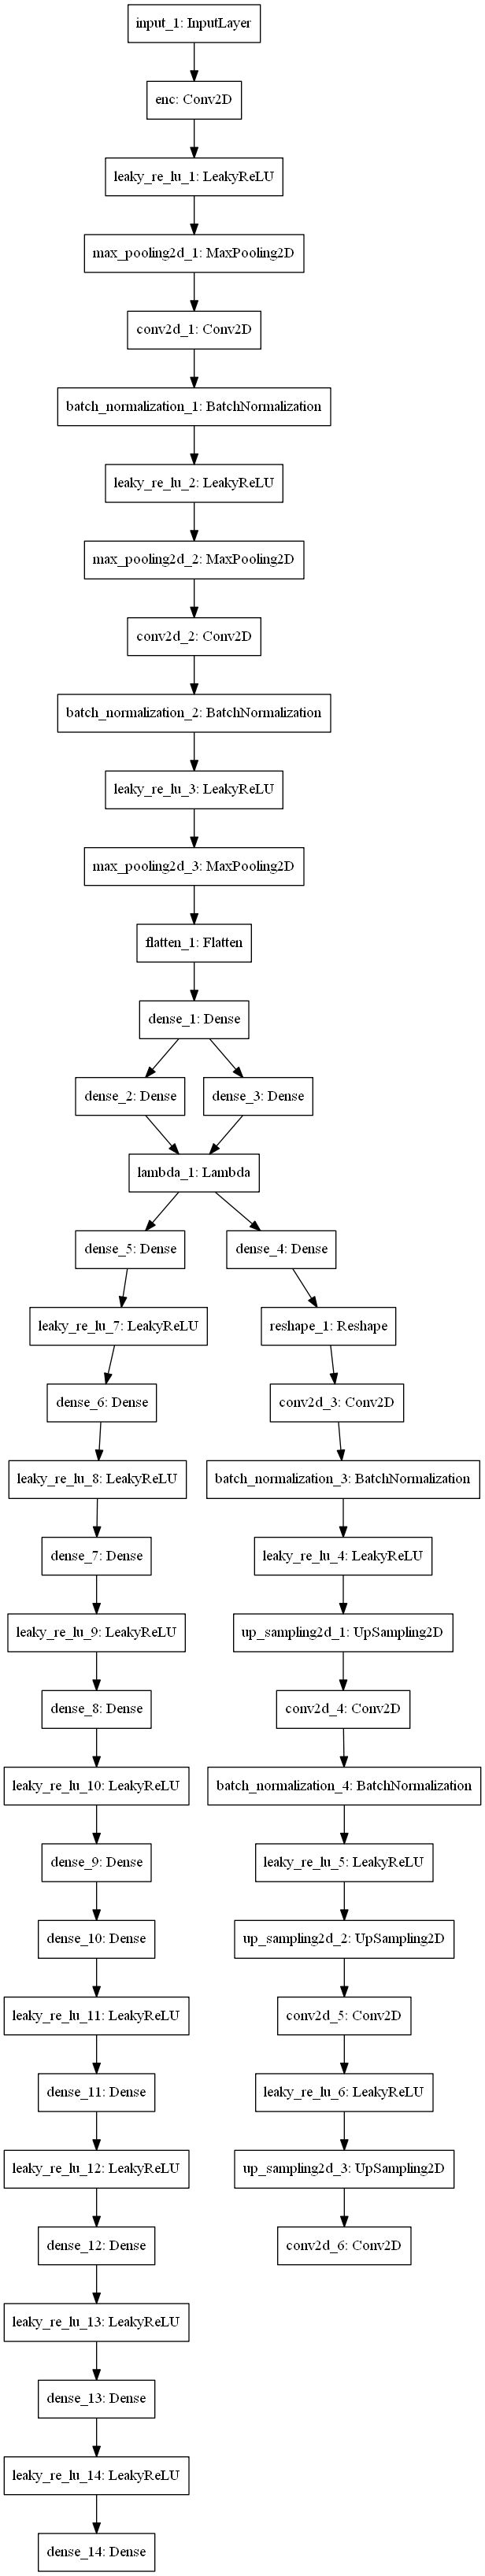 input_1: InputLayer
enc: Conv2D
leaky_re_lu_1: LeakyReLU
max_pooling2d_1: MaxPooling2D
conv2d_1: Conv2D
batch_normalization_1: BatchNormalization
leaky_re_lu_2: LeakyReLU
max_pooling2d_2: MaxPooling2D
conv2d_2: Conv2D
batch_normalization_2: BatchNormalization
leaky_re_lu_3: LeakyReLU
max_pooling2d_3: MaxPooling2D
flatten_1: Flatten
dense_1: Dense
dense_2: Dense
dense_3: Dense
lambda_1: Lambda
dense_5: Dense
dense_4: Dense
leaky_re_lu_7: LeakyReLU
reshape_1: Reshape
dense_6: Dense
conv2d_3: Conv2D
leaky_re_lu_8: LeakyReLU
batch_normalization_3: BatchNormalization
dense_7: Dense
leaky_re_lu_4: LeakyReLU
leaky_re_lu_9: LeakyReLU
up_sampling2d_1: UpSampling2D
dense_8: Dense
conv2d_4: Conv2D
leaky_re_lu_10: LeakyReLU
batch_normalization_4: BatchNormalization
dense_9: Dense
leaky_re_lu_5: LeakyReLU
dense_10: Dense
up_sampling2d_2: UpSampling2D
leaky_re_lu_11: LeakyReLU
conv2d_5: Conv2D
dense_11: Dense
leaky_re_lu_6: LeakyReLU
leaky_re_lu_12: LeakyReLU
up_sampling2d_3: UpSampling2D
dense_12: Dense
conv2d_6: Conv2D
leaky_re_lu_13: LeakyReLU
dense_13: Dense
leaky_re_lu_14: LeakyReLU
dense_14: Dense